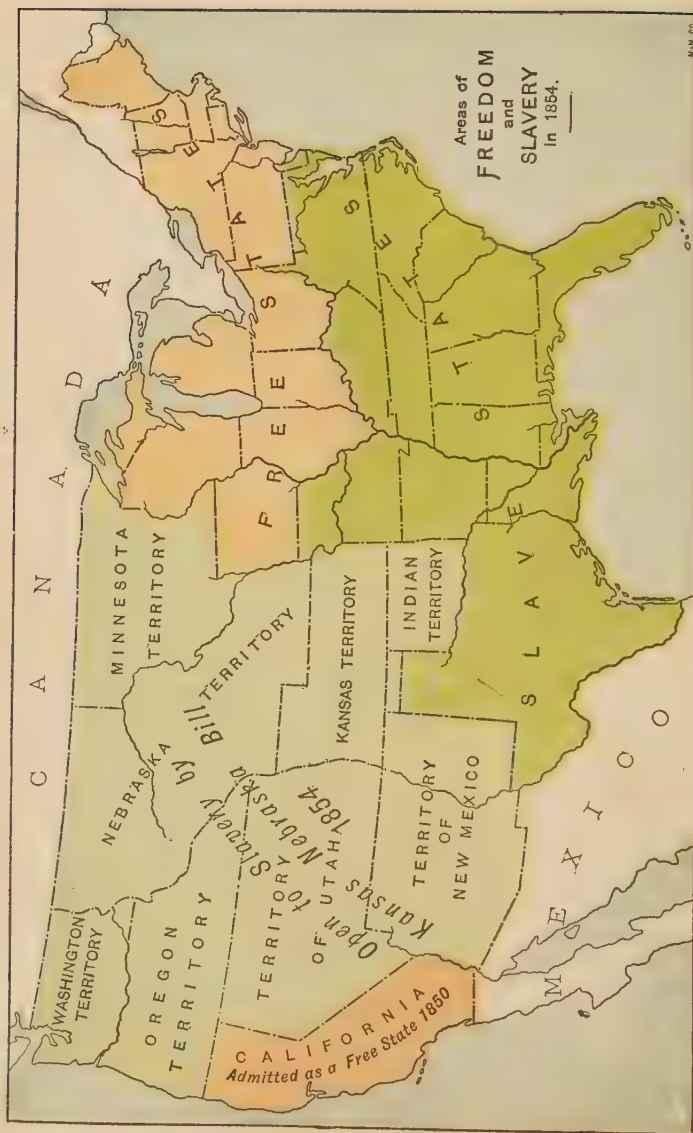 Areas of
FREEDOM
and
SLAVERY
in 1854.
CANADA
WASHINGTON
TERRITORY
OREGON
TERRITORY
NEBRASKA TERRITORY
MINNESOTA
TERRITORY
TERRITORY
OF UTAH
KANSAS TERRITORY
INDIAN
TERRITORY
TERRITORY
OF
NEW MEXICO
Open to Slavery by
Kansas Nebraska Bill
1854
CALIFORNIA
Admitted as a Free State 1850
FREE STATES
SLAVE STATES
MEXICO
M.-N. CO.